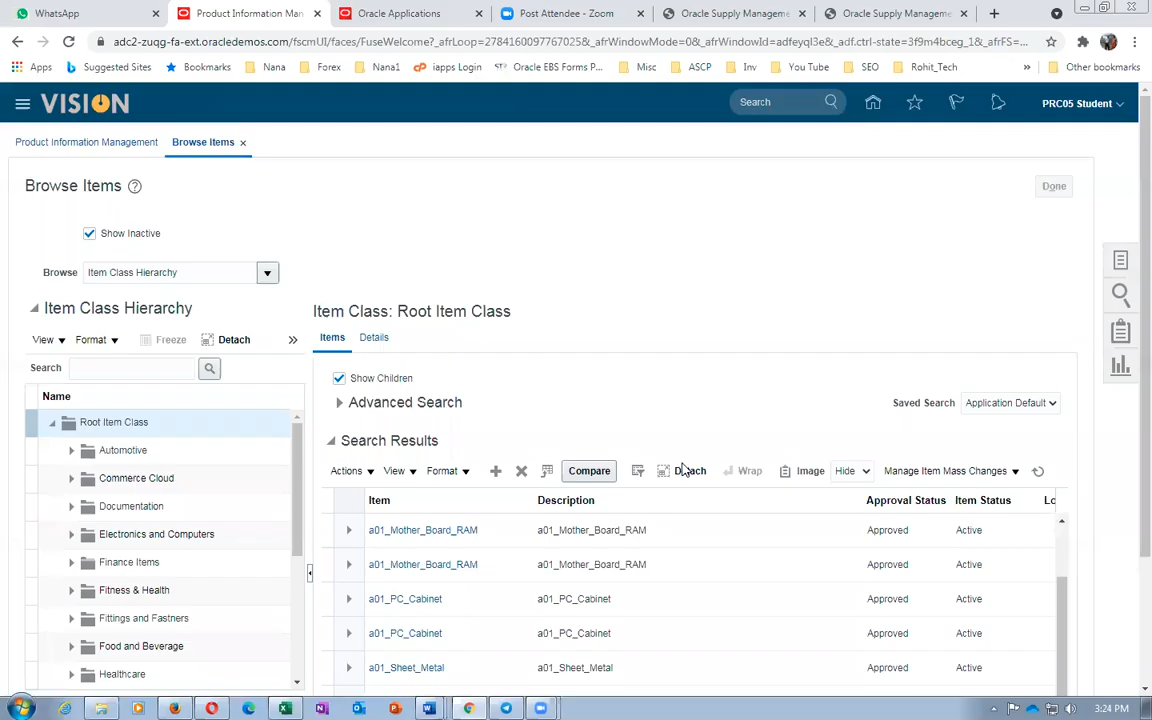 WhatsApp × Product Information Man × Oracle Applications × Post Attendee - Zoom × Oracle Supply Manageme × Oracle Supply Manageme × +
adc2-zuqg-fa-ext.oracledemos.com/fscmUI/faces/FuseWelcome?_afrLoop=2784160097767025&_afrWindowMode=0&_afrWindowId=adfeyql3e&_adf.ctrl-state=3f9m4bceg_1&_afrFS=...
Apps Suggested Sites Bookmarks Nana Forex Nana1 iapps Login Oracle EBS Forms P... Misc ASCP Inv You Tube SEO Rohit_Tech » Other bookmarks
VISION Search PRC05 Student
Product Information Management Browse Items ×
Browse Items ? Done
Show Inactive
Browse Item Class Hierarchy
Item Class Hierarchy
Item Class: Root Item Class
View Format Freeze Detach »
Items Details
Search
Show Children
Name
Advanced Search Saved Search Application Default
Root Item Class
Automotive
Commerce Cloud
Documentation
Electronics and Computers
Finance Items
Fitness & Health
Fittings and Fastners
Food and Beverage
Healthcare
Search Results
Actions View Format Compare Detach Wrap Image Hide Manage Item Mass Changes
Item Description Approval Status Item Status Lo
a01_Mother_Board_RAM a01_Mother_Board_RAM Approved Active
a01_Mother_Board_RAM a01_Mother_Board_RAM Approved Active
a01_PC_Cabinet a01_PC_Cabinet Approved Active
a01_PC_Cabinet a01_PC_Cabinet Approved Active
a01_Sheet_Metal a01_Sheet_Metal Approved Active
3:24 PM